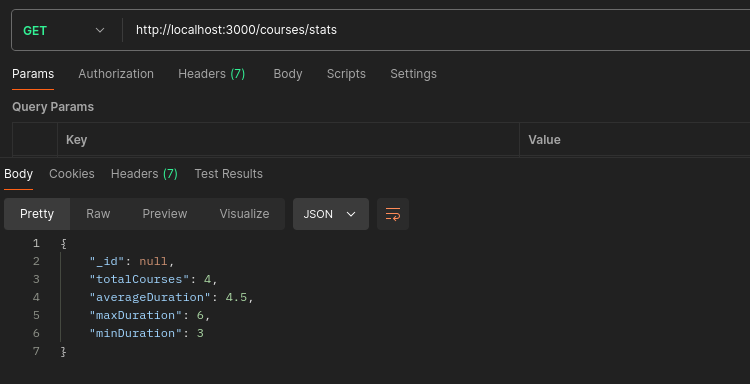 GET http://localhost:3000/courses/stats
Params Authorization Headers (7) Body Scripts Settings
Query Params
Key Value
Body Cookies Headers (7) Test Results
Pretty Raw Preview Visualize JSON
1 {
2 "_id": null,
3 "totalCourses": 4,
4 "averageDuration": 4.5,
5 "maxDuration": 6,
6 "minDuration": 3
7 }